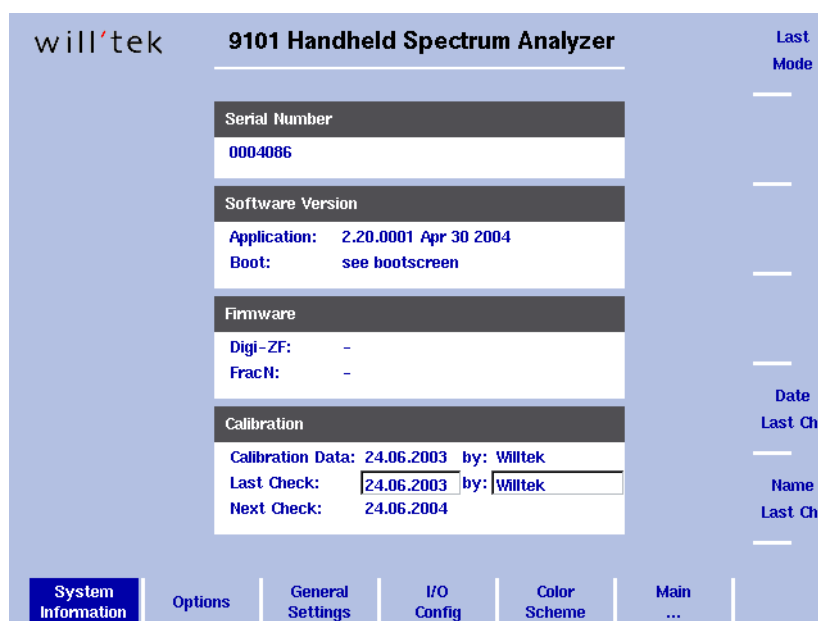 will'tek
9101 Handheld Spectrum Analyzer
Last
Mode
Serial Number
0004086
Software Version
Application: 2.20.0001 Apr 30 2004
Boot: see bootscreen
Firmware
Digi-ZF: -
FracN: -
Date
Last Ch
Calibration
Calibration Data: 24.06.2003 by: Willtek
Last Check: 24.06.2003 by: Willtek
Next Check: 24.06.2004
Name
Last Ch
System
Information
Options
General
Settings
I/O
Config
Color
Scheme
Main
...